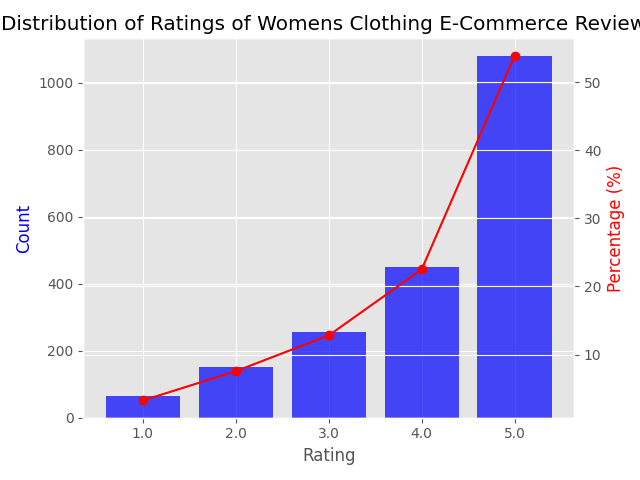 Distribution of Ratings of Womens Clothing E-Commerce Review
1000
800
600
400
200
0
Count
50
40
30
20
10
Percentage (%)
1.0 2.0 3.0 4.0 5.0
Rating